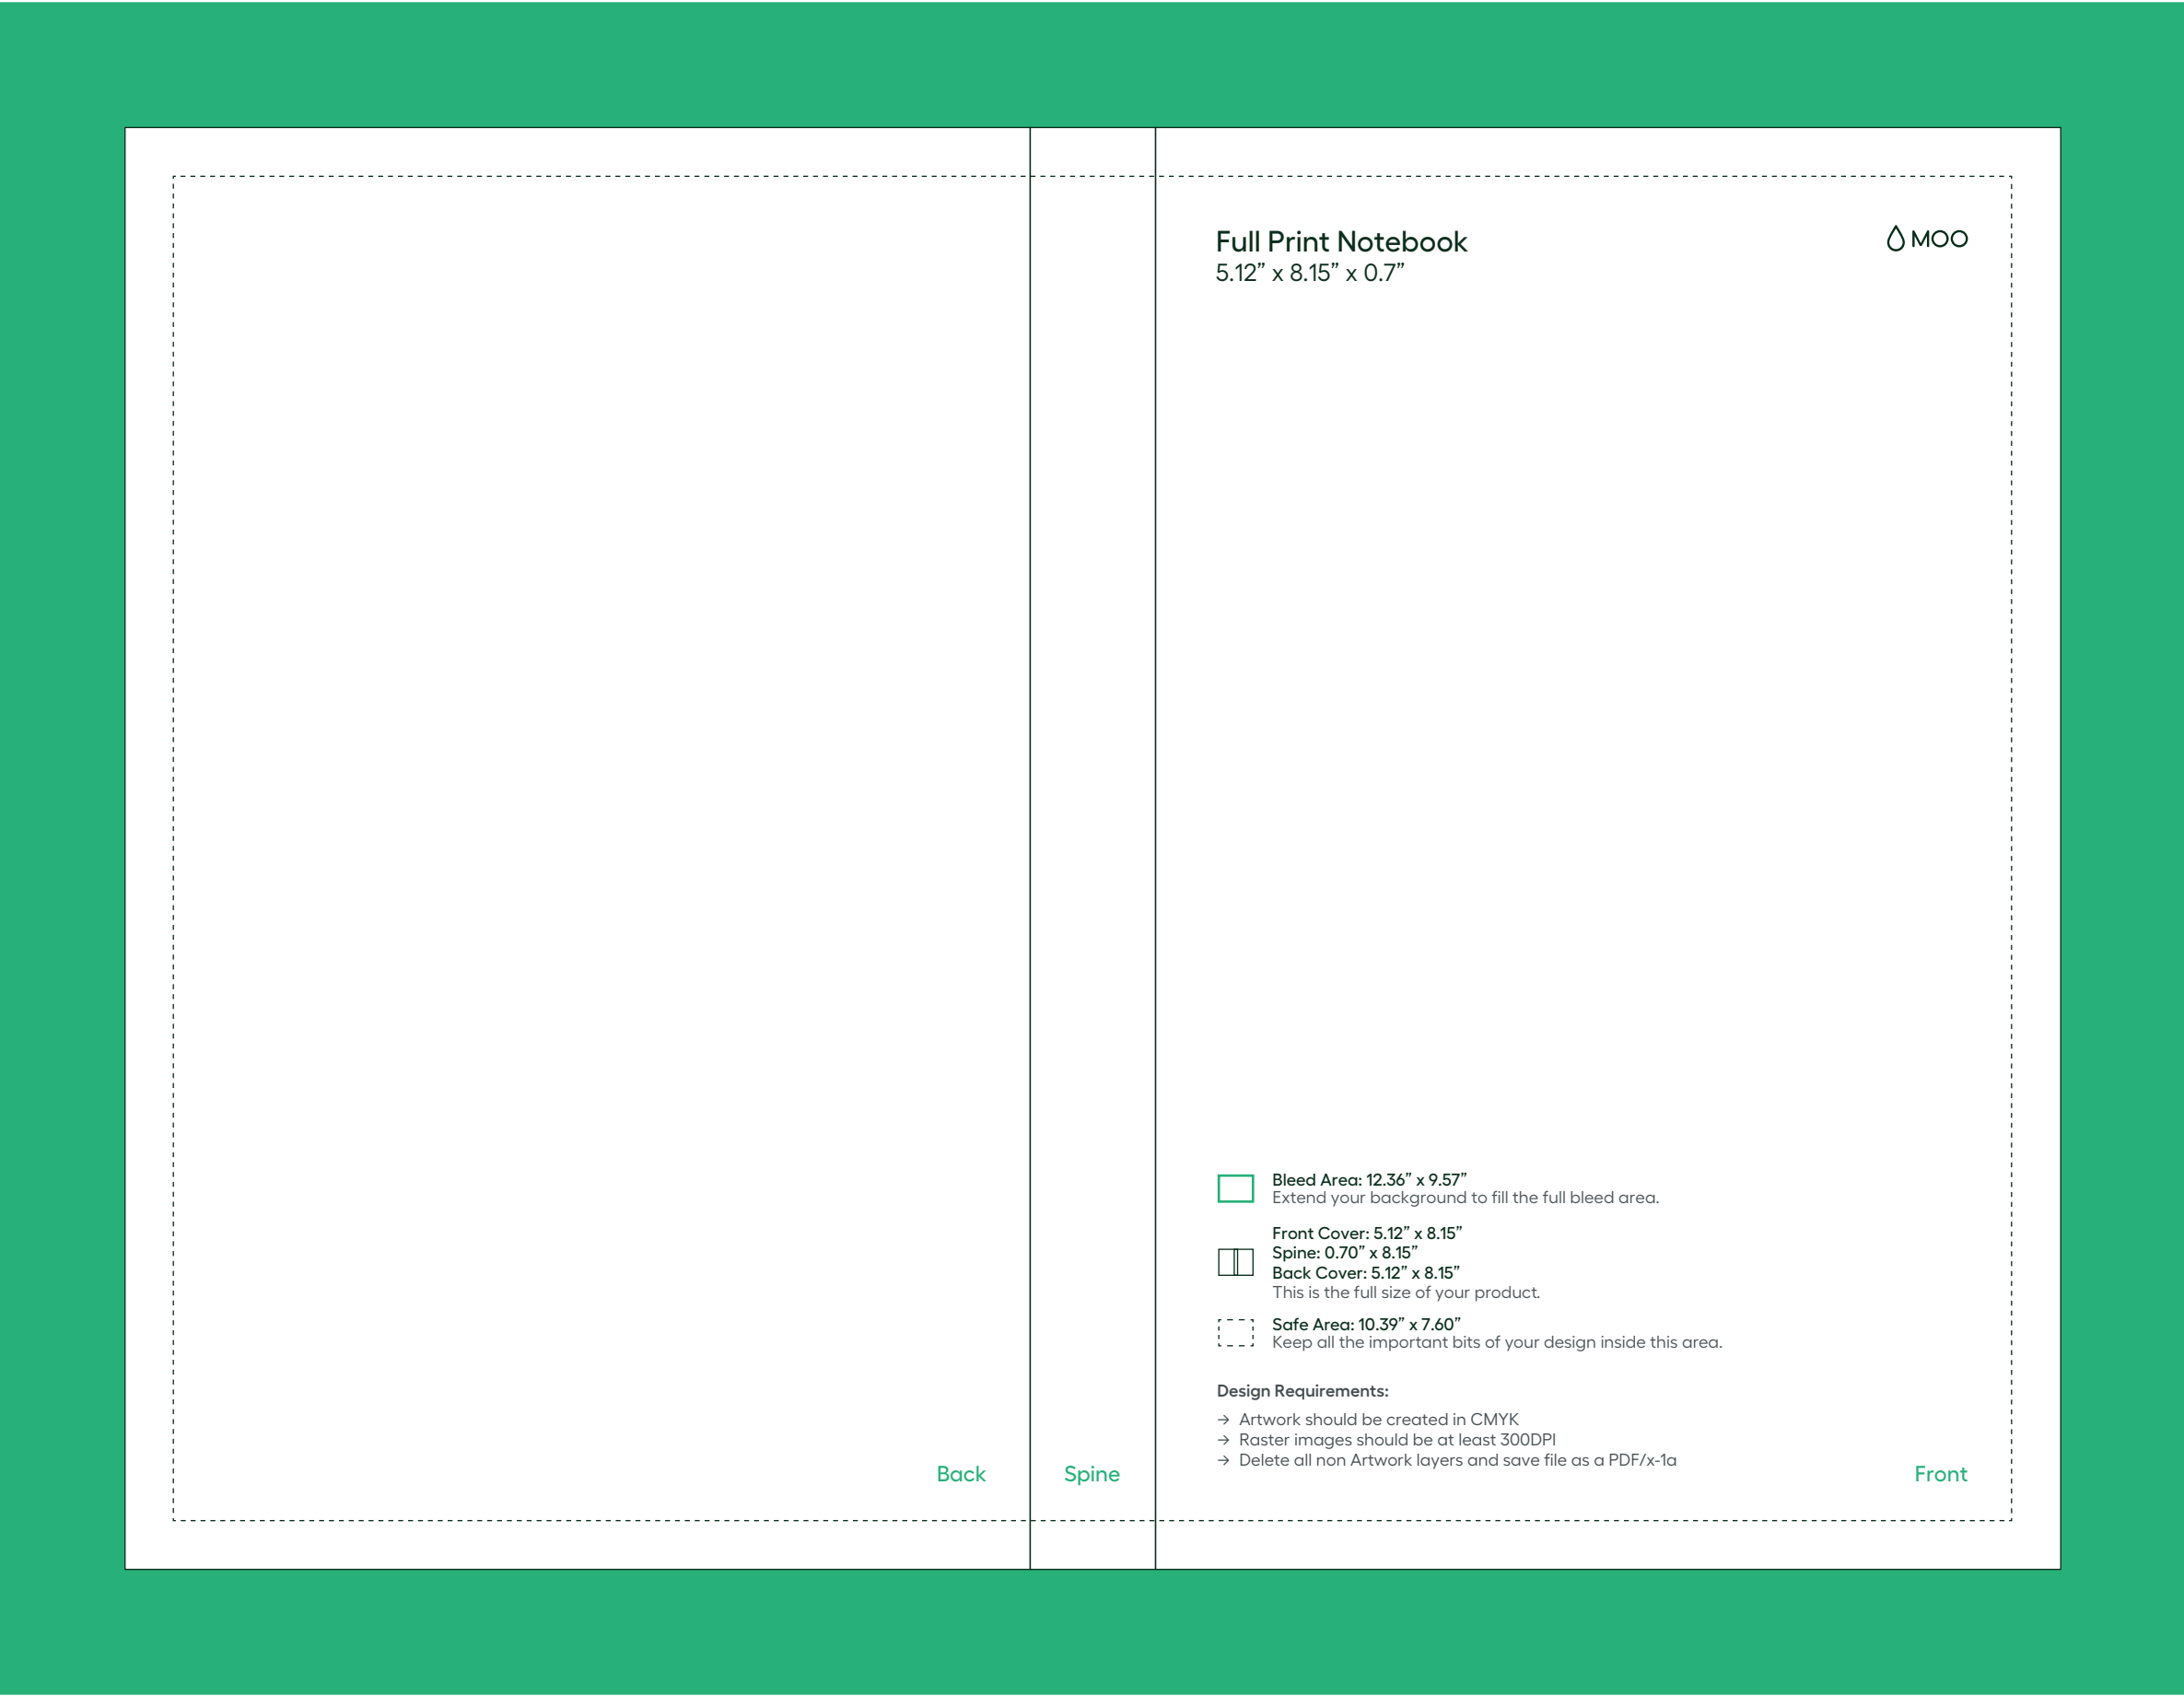 Full Print Notebook
MOO
5.12” x 8.15” x 0.7”
Bleed Area: 12.36” x 9.57”
Extend your background to fill the full bleed area.
Front Cover: 5.12” x 8.15”
Spine: 0.70” x 8.15”
Back Cover: 5.12” x 8.15”
This is the full size of your product.
Safe Area: 10.39” x 7.60”
Keep all the important bits of your design inside this area.
Design Requirements:
→ Artwork should be created in CMYK
→ Raster images should be at least 300DPI
→ Delete all non Artwork layers and save file as a PDF/x-1a
Back
Spine
Front